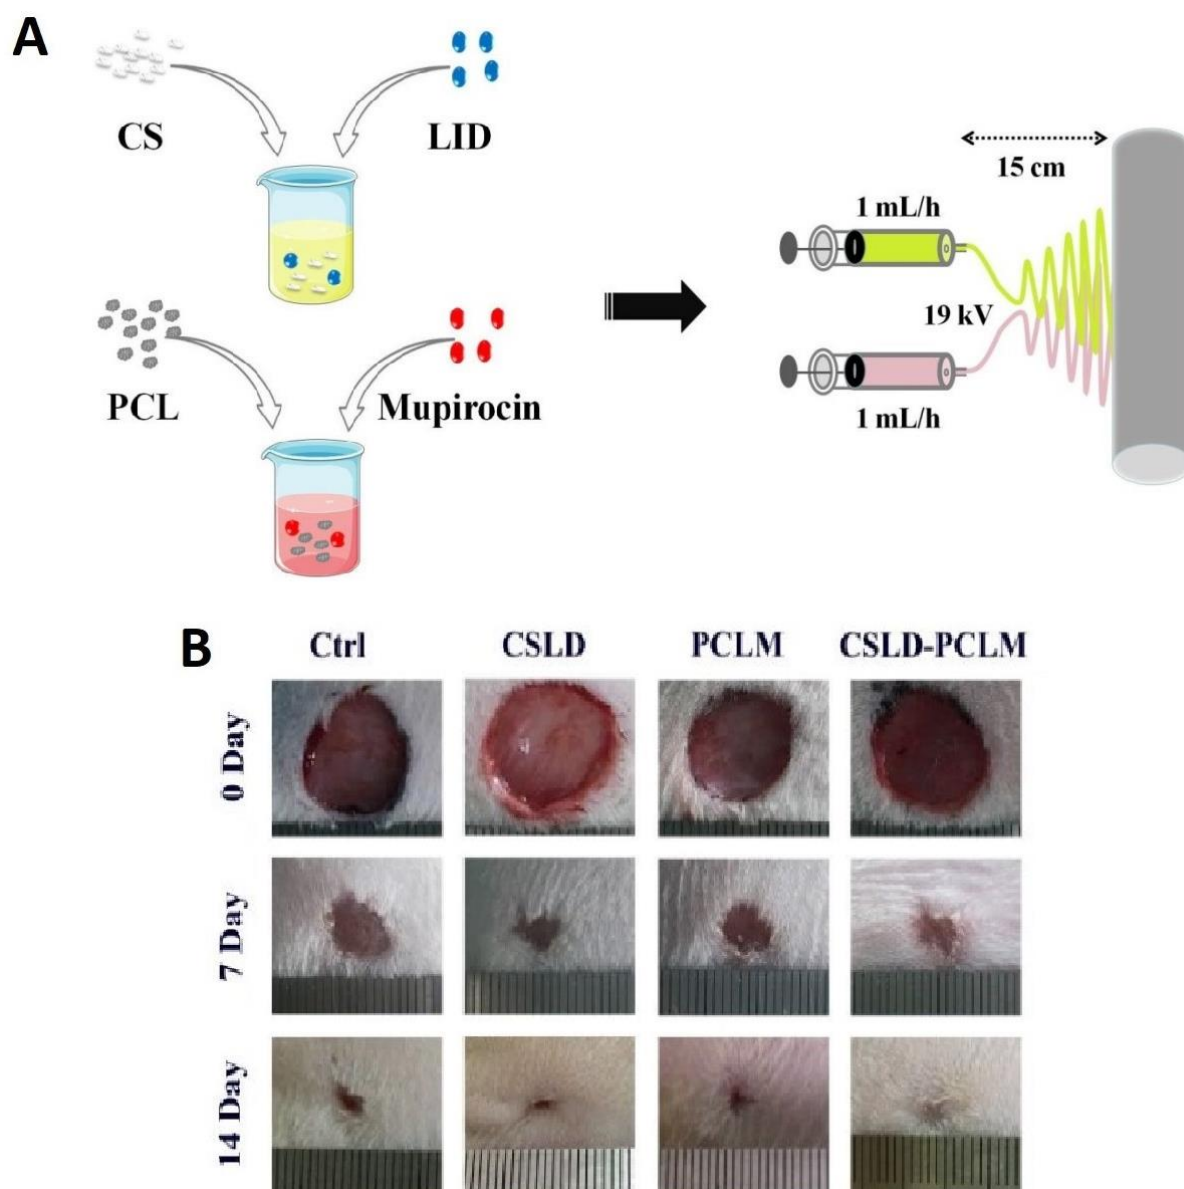 A
CS
LID
PCL
Mupirocin
15 cm
1 mL/h
19 kV
1 mL/h
B
Ctrl
CSLD
PCLM
CSLD-PCLM
0 Day
7 Day
14 Day